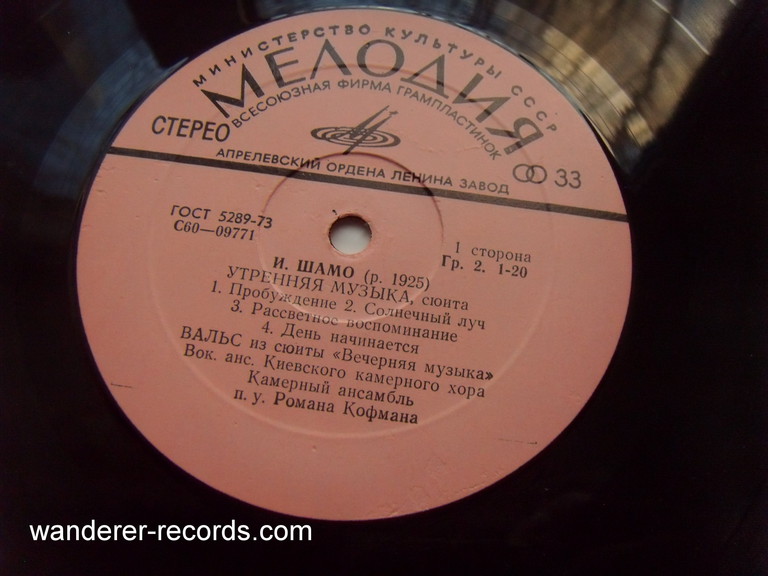 МИНИСТЕРСТВО КУЛЬТУРЫ СССР
МЕЛОДИЯ
ВСЕСОЮЗНАЯ ФИРМА ГРАМПЛАСТИНОК
СТЕРЕО
АПРЕЛЕВСКИЙ ОРДЕНА ЛЕНИНА ЗАВОД
33
ГОСТ 5289-73
С60—09771
1 сторона
Гр. 2. 1-20
И. ШАМО (р. 1925)
УТРЕННЯЯ МУЗЫКА, сюита
1. Пробуждение 2. Солнечный луч
3. Рассветное воспоминание
4. День начинается
ВАЛЬС из сюиты «Вечерняя музыка»
Вок. анс. Киевского камерного хора
Камерный ансамбль
п. у. Романа Кофмана
wanderer-records.com